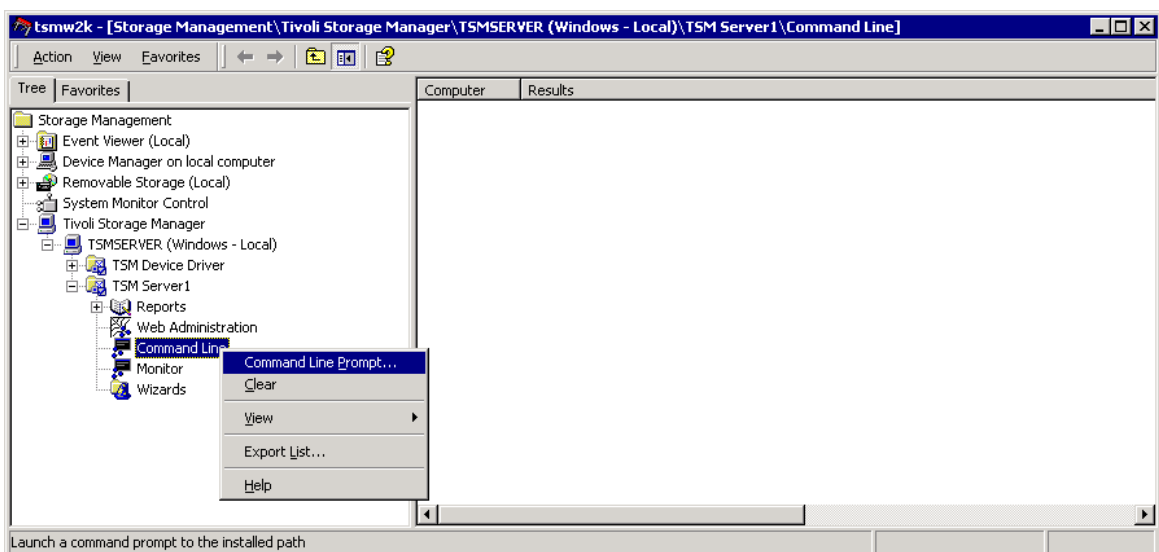 tsmw2k - [Storage Management\Tivoli Storage Manager\TSMSERVER (Windows - Local)\TSM Server1\Command Line]
Action View Favorites
Tree Favorites
Computer Results
Storage Management
Event Viewer (Local)
Device Manager on local computer
Removable Storage (Local)
System Monitor Control
Tivoli Storage Manager
TSMSERVER (Windows - Local)
TSM Device Driver
TSM Server1
Reports
Web Administration
Command Line
Monitor
Wizards
Command Line Prompt...
Clear
View
Export List...
Help
Launch a command prompt to the installed path